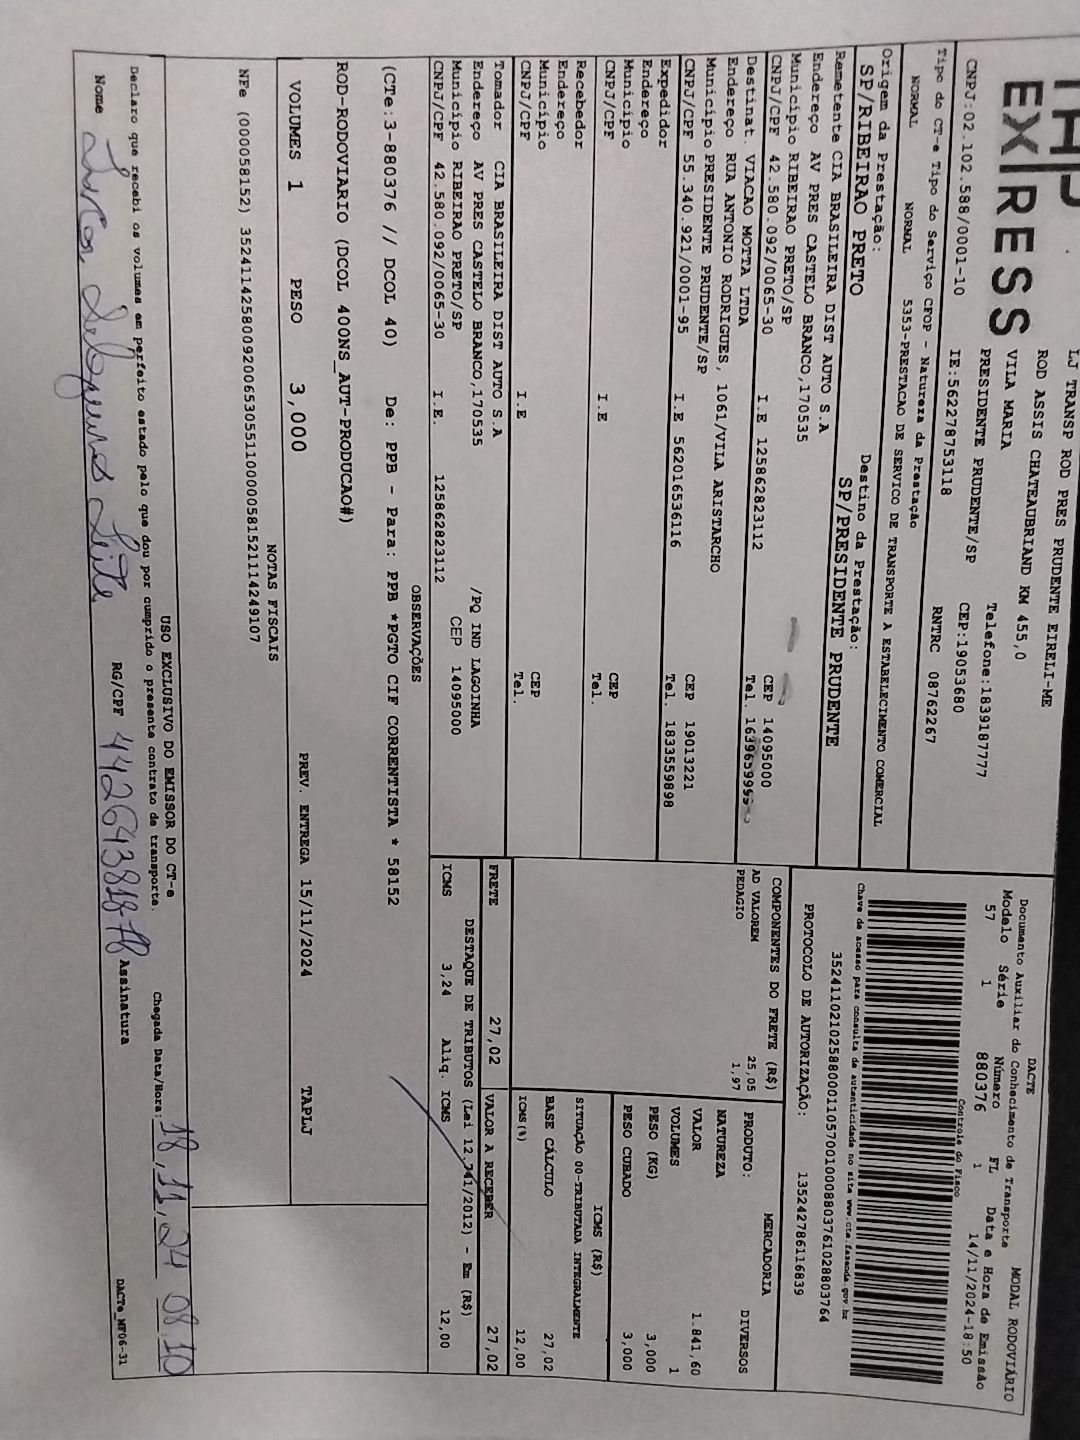 EXPRESS
LJ TRANSP ROD PRES PRUDENTE EIRELI-ME
ROD ASSIS CHATEAUBRIAND KM 455,0
VILA MARIA
PRESIDENTE PRUDENTE/SP
Telefone:1839187777
CEP:19053680
CNPJ:02.102.588/0001-10 IE:562278753118 RNTRC 08762267
Tipo do CT-e Tipo do Serviço CFOP - Natureza da Prestação
NORMAL NORMAL 5353-PRESTACAO DE SERVICO DE TRANSPORTE A ESTABELECIMENTO COMERCIAL
Origem da Prestação: Destino da Prestação:
SP/RIBEIRAO PRETO SP/PRESIDENTE PRUDENTE
Remetente CIA BRASILEIRA DIST AUTO S.A
Endereço AV PRES CASTELO BRANCO,170535
Município RIBEIRAO PRETO/SP CEP 14095000
CNPJ/CPF 42.580.092/0065-30 I.E 125862823112 Tel.
Destinat. VIACAO MOTTA LTDA
Endereço RUA ANTONIO RODRIGUES, 1061/VILA ARISTARCHO
Município PRESIDENTE PRUDENTE/SP CEP 19013221
CNPJ/CPF 55.340.921/0001-95 I.E 562016536116 Tel. 1833559898
Expedidor
Endereço
Município CEP
CNPJ/CPF I.E Tel.
Recebedor
Endereço
Município CEP
CNPJ/CPF I.E Tel.
Tomador CIA BRASILEIRA DIST AUTO S.A
Endereço AV PRES CASTELO BRANCO,170535 /PQ IND LAGOINHA
Município RIBEIRAO PRETO/SP CEP 14095000
CNPJ/CPF 42.580.092/0065-30 I.E. 125862823112
DACTE MODAL RODOVIÁRIO
Documento Auxiliar do Conhecimento de Transporte
Modelo Série Número FL Data e Hora de Emissão
57 1 880376 1 14/11/2024-18:50
Controle do Fisco
Chave de acesso para consulta de autenticidade no site www.cte.fazenda.gov.br
35241102102588000110570010008803761028803764
PROTOCOLO DE AUTORIZAÇÃO: 135242786116839
COMPONENTES DO FRETE (R$)
AD VALOREM 25,05
PEDAGIO 1,97
PRODUTO: MERCADORIA
NATUREZA DIVERSOS
VALOR 1.841,60
VOLUMES 1
PESO (KG) 3,000
PESO CUBADO 3,000
ICMS (R$)
SITUAÇÃO 00-TRIBUTADA INTEGRALMENTE
BASE CÁLCULO 27,02
ICMS(%) 12,00
FRETE 27,02 VALOR A RECEBER 27,02
DESTAQUE DE TRIBUTOS (Lei 12.741/2012) - Em (R$)
ICMS 3,24 Aliq. ICMS 12,00
OBSERVAÇÕES
(CTe:3-880376 // DCOL 40) De: PPB - Para: PPB *PGTO CIF CORRENTISTA * 58152
ROD-RODOVIARIO (DCOL 400NS_AUT-PRODUCAO#)
VOLUMES 1 PESO 3,000 PREV. ENTREGA 15/11/2024 TAPLJ
NOTAS FISCAIS
NFe (000058152) 35241142580092006530551100000581521114249107
USO EXCLUSIVO DO EMISSOR DO CT-e
Declaro que recebi os volumes em perfeito estado pelo que dou por cumprido o presente contrato de transporte. Chegada Data/Hora: 18,11,24 08,10
Nome Leite RG/CPF 442643818-78 Assinatura
DACTe_MF06-31